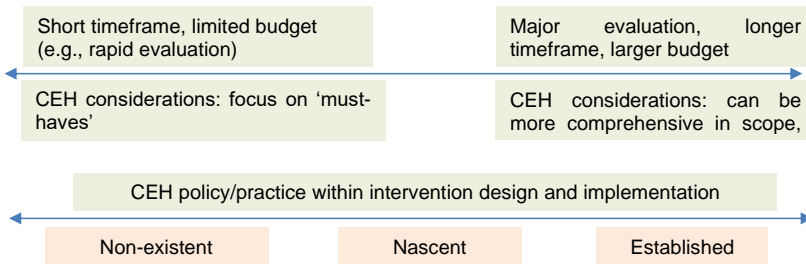 Short timeframe, limited budget
(e.g., rapid evaluation)
Major evaluation, longer
timeframe, larger budget
CEH considerations: focus on ‘must-
haves’
CEH considerations: can be
more comprehensive in scope,
CEH policy/practice within intervention design and implementation
Non-existent
Nascent
Established